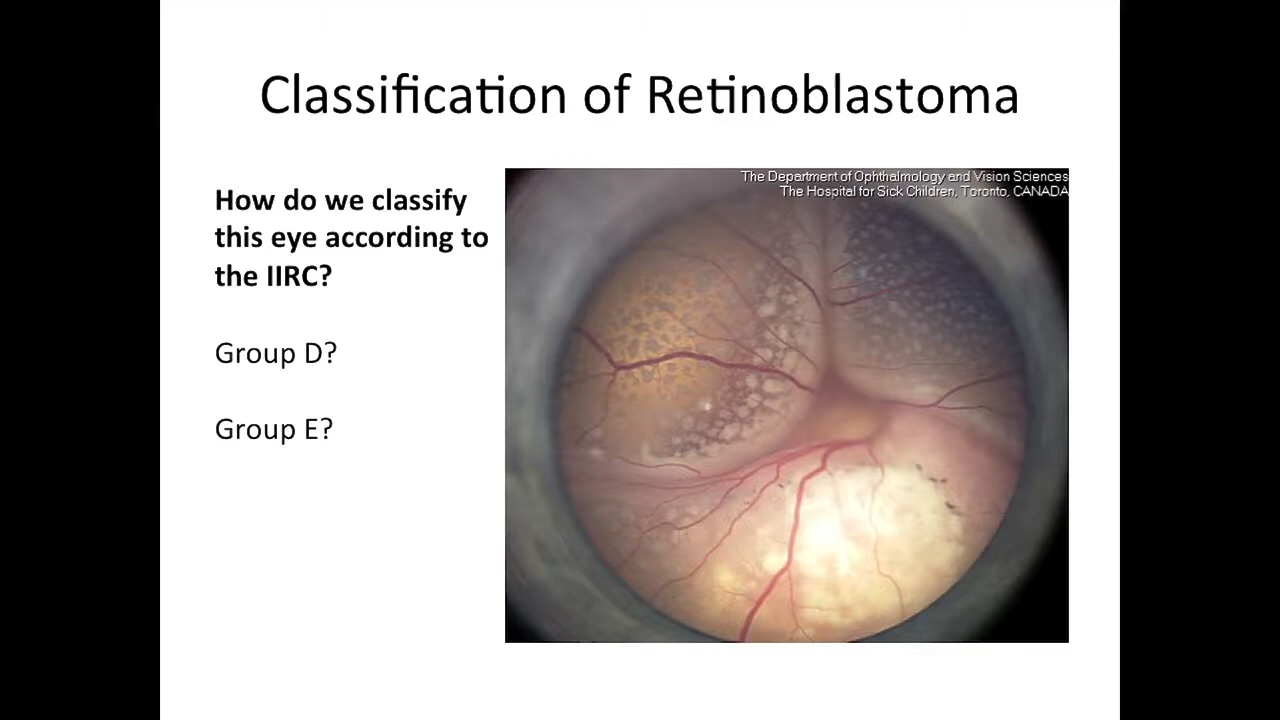 Classification of Retinoblastoma
How do we classify
this eye according to
the IIRC?
Group D?
Group E?
The Department of Ophthalmology and Vision Sciences
The Hospital for Sick Children, Toronto, CANADA